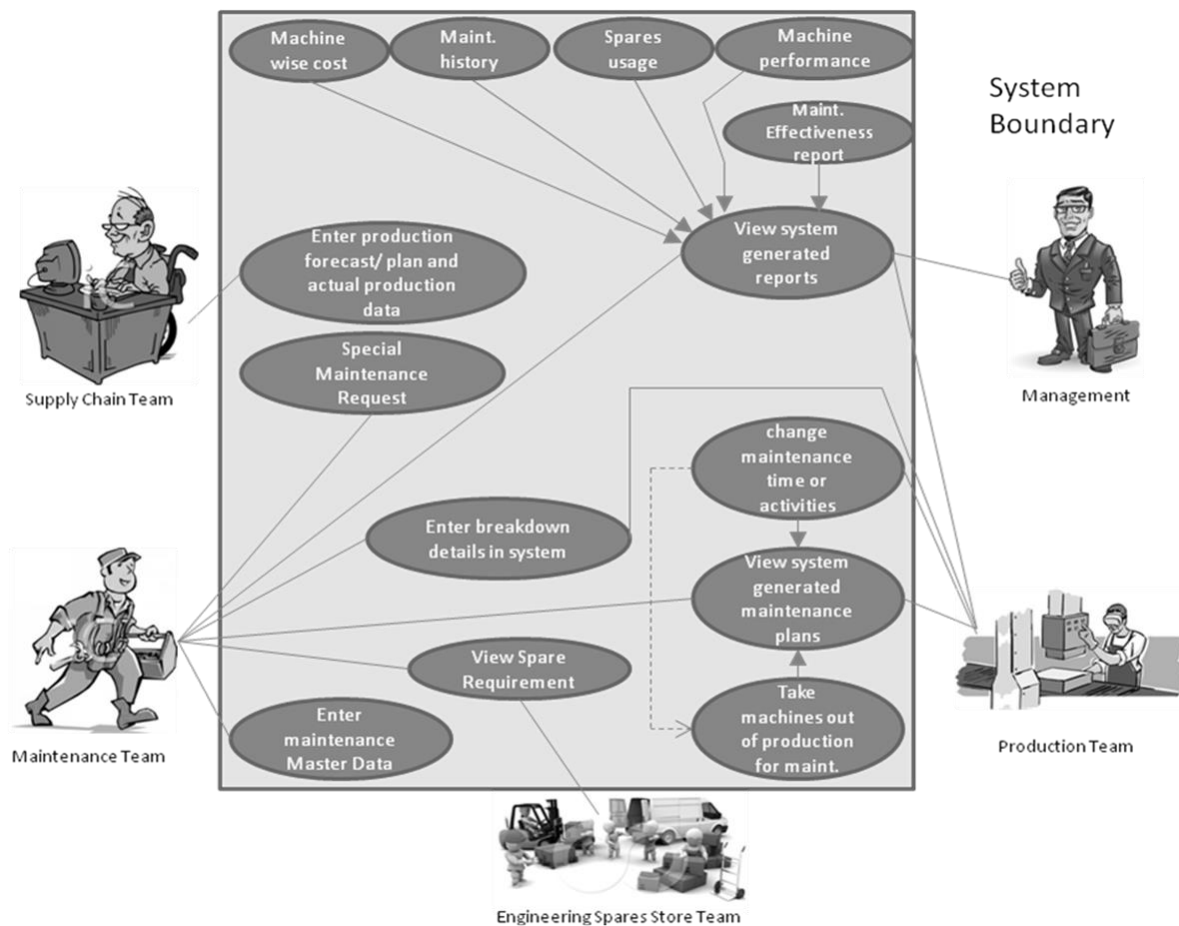 Machine
wise cost
Maint.
history
Spares
usage
Machine
performance
System
Boundary
Maint.
Effectiveness
report
Enter production
forecast/ plan and
actual production
data
View system
generated
reports
Special
Maintenance
Request
Supply Chain Team
Management
change
maintenance
time or
activities
Enter breakdown
details in system
View system
generated
maintenance
plans
View Spare
Requirement
Enter
maintenance
Master Data
Take
machines out
of production
for maint.
Maintenance Team
Production Team
Engineering Spares Store Team